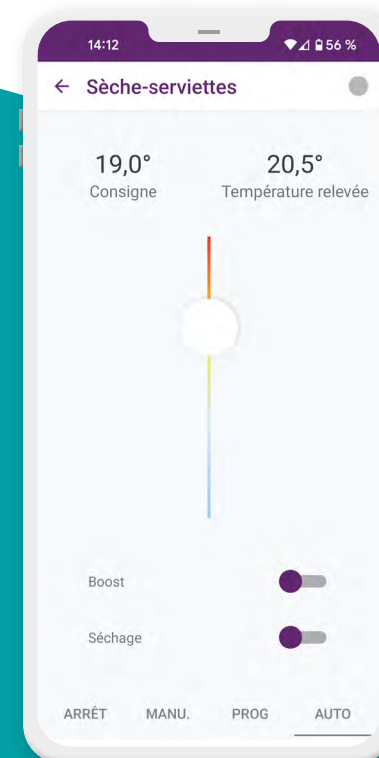 14:12 56 %
← Sèche-serviettes
19,0° 20,5°
Consigne Température relevée
Boost
Séchage
ARRÊT MANU. PROG AUTO